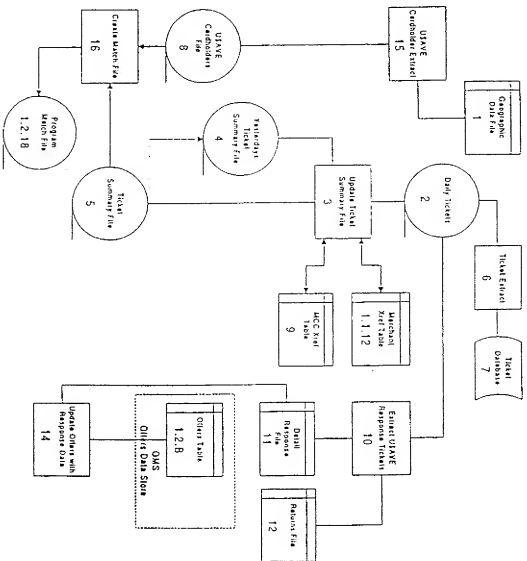 Geographic
Data File
1
USAVE
Cardholder Extract
15
USAVE
Cardholders
File
8
Create Match File
16
Program
Match File
1.2.18
Daily Tickets
2
Ticket Extract
6
Ticket
Database
7
Update Ticket
Summary File
3
Yesterdays
Ticket
Summary File
4
Ticket
Summary File
5
Merchant
Xref Table
1.1.12
MCC Xref
Table
9
Extract USAVE
Response Tickets
10
Detail
Response
File
11
Returns File
12
Offers Table
1.2.B
OMS
Offers Data Store
Update Offers with
Response Data
14